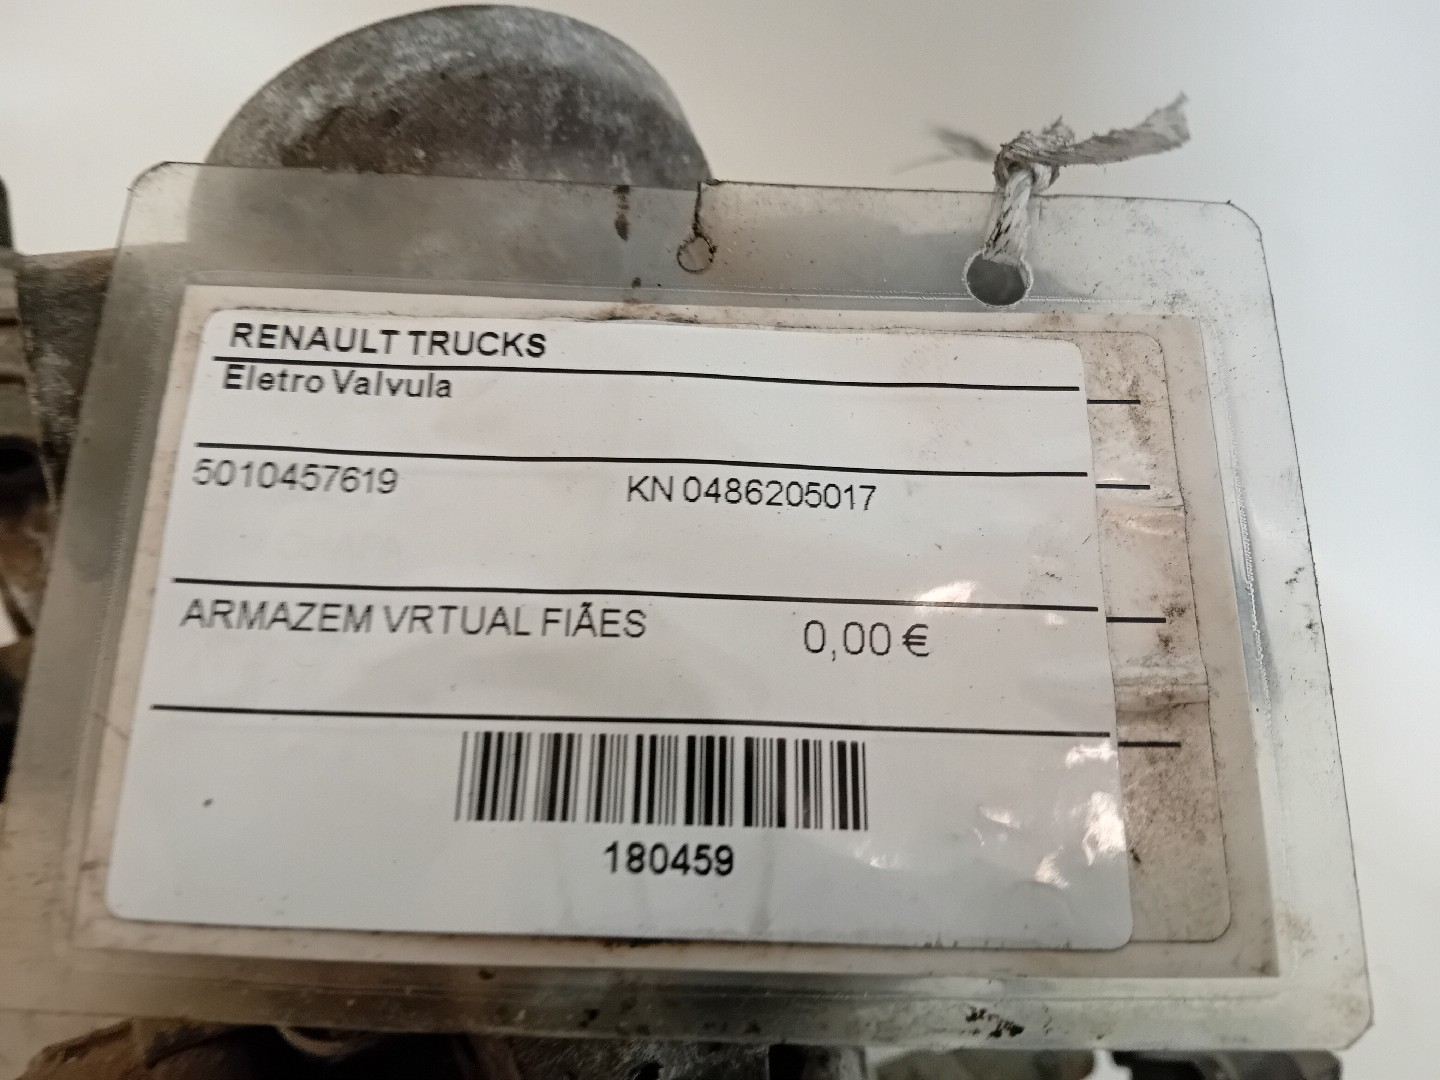 RENAULT TRUCKS
Eletro Valvula
5010457619 KN 0486205017
ARMAZEM VRTUAL FIÃES 0,00 €
180459